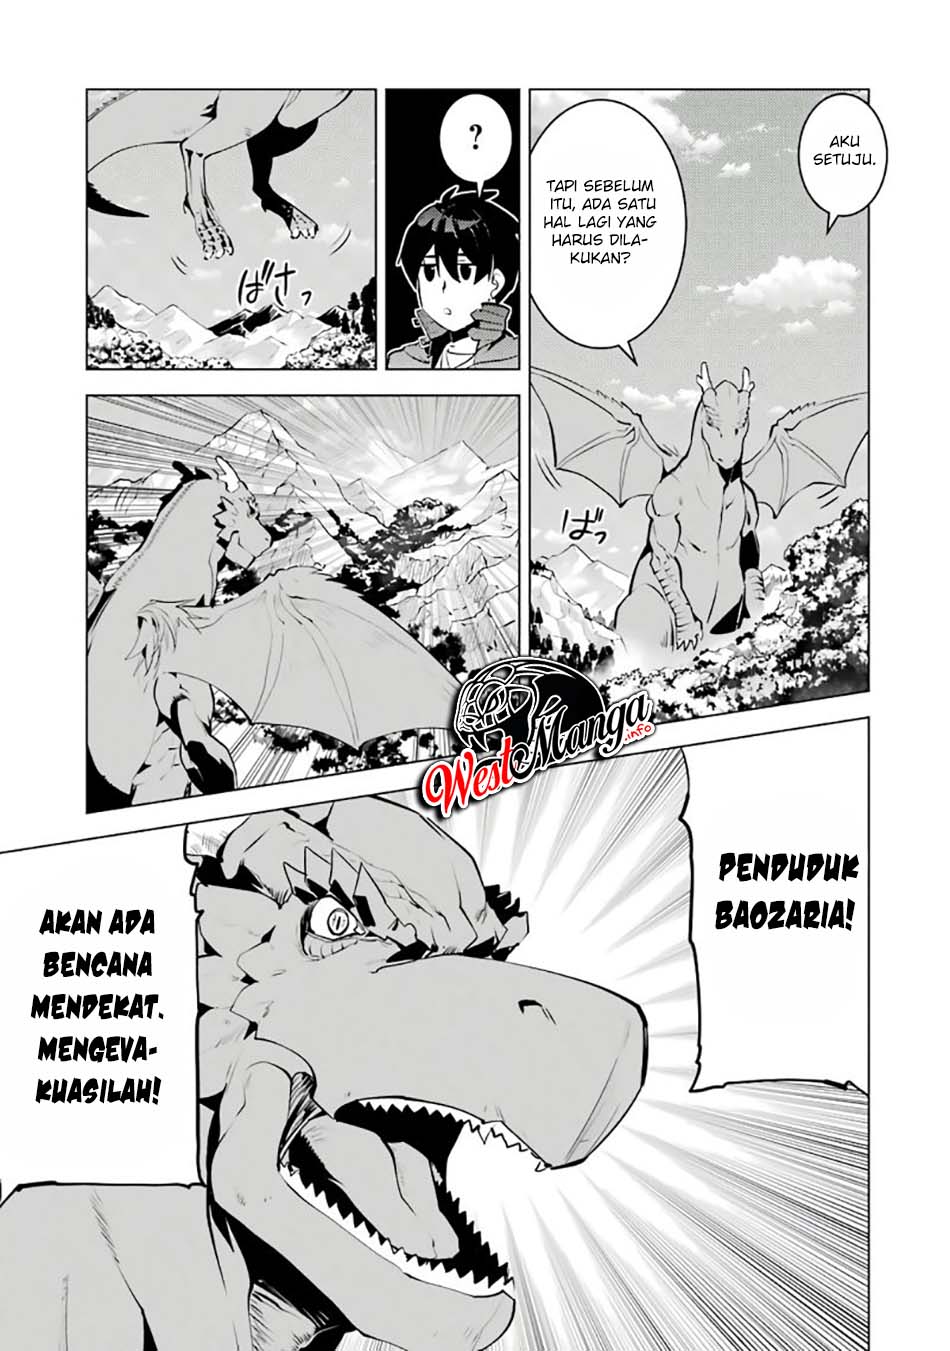 AKU
SETUJU.
TAPI SEBELUM
ITU, ADA SATU
HAL LAGI YANG
HARUS DILA-
KUKAN?
ばっ
?
ばさっ
WestManga
.info
PENDUDUK
BAOZARIA!
AKAN ADA
BENCANA
MENDEKAT.
MENGEVA-
KUASILAH!